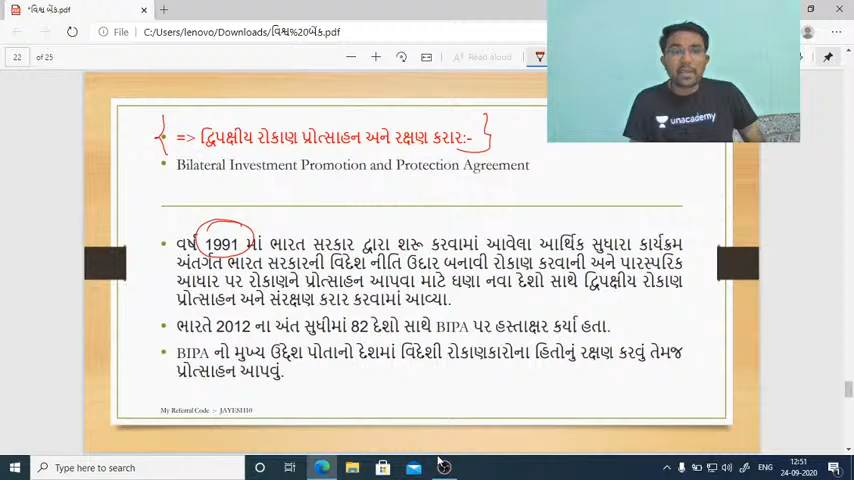 વિશ્વ બેંક.pdf
File
C:/Users/lenovo/Downloads/વિશ્વ%20બેંક.pdf
22 of 25
Read aloud
unacademy
=> દ્વિપક્ષીય રોકાણ પ્રોત્સાહન અને રક્ષણ કરાર:-
Bilateral Investment Promotion and Protection Agreement
વર્ષ 1991 માં ભારત સરકાર દ્વારા શરૂ કરવામાં આવેલા આર્થિક સુધારા કાર્યક્રમ
અંતર્ગત ભારત સરકારની વિદેશ નીતિ ઉદાર બનાવી રોકાણ કરવાની અને પારસ્પરિક
આધાર પર રોકાણને પ્રોત્સાહન આપવા માટે ઘણા નવા દેશો સાથે દ્વિપક્ષીય રોકાણ
પ્રોત્સાહન અને સંરક્ષણ કરાર કરવામાં આવ્યા.
ભારતે 2012 ના અંત સુધીમાં 82 દેશો સાથે BIPA પર હસ્તાક્ષર કર્યા હતા.
BIPA નો મુખ્ય ઉદ્દેશ પોતાનો દેશમાં વિદેશી રોકાણકારોના હિતોનું રક્ષણ કરવું તેમજ
પ્રોત્સાહન આપવું.
My Referral Code :- JAYESH10
Type here to search
ENG
12:51
24-09-2020